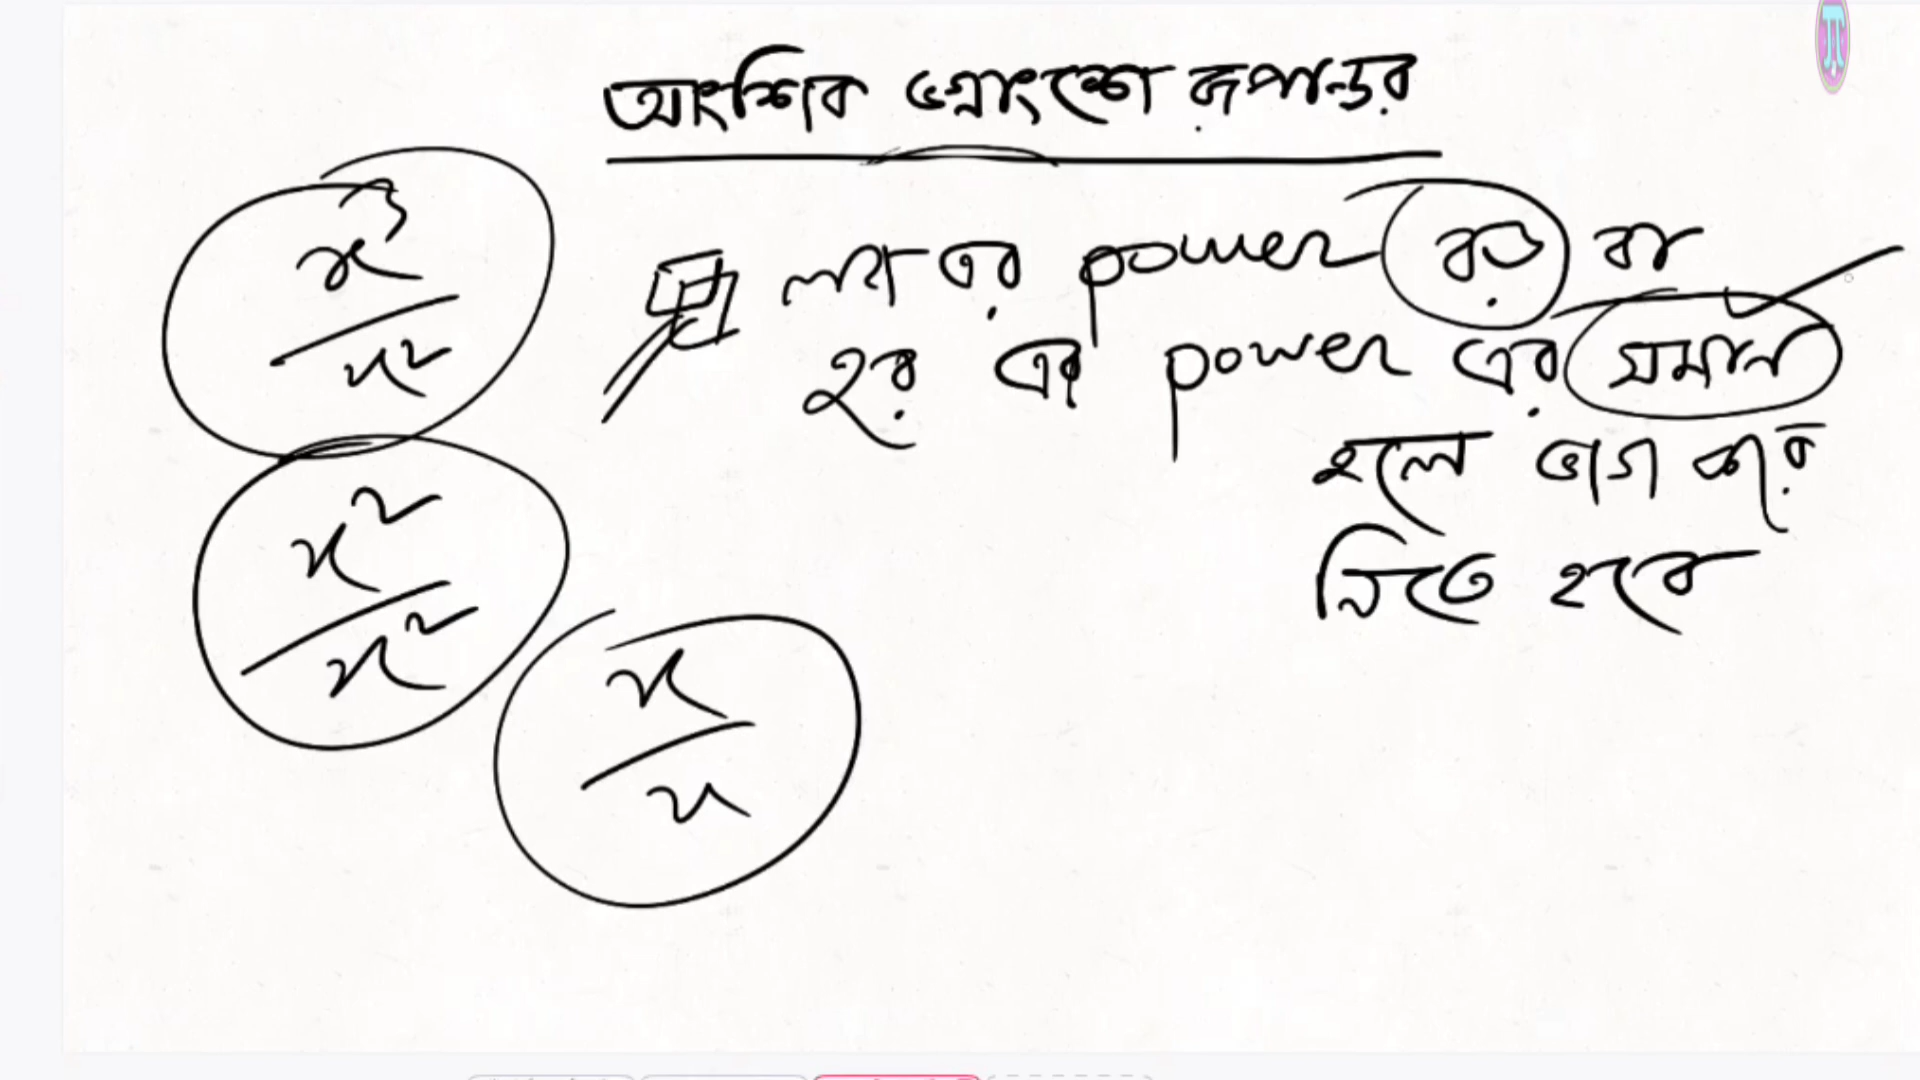 আংশিক ভগ্নাংশে রূপান্তর
লব এর power বড় বা
হর এর power এর সমান
হলে ভাগ করে
নিতে হবে
x³/x²
x²/x²
x/x
π